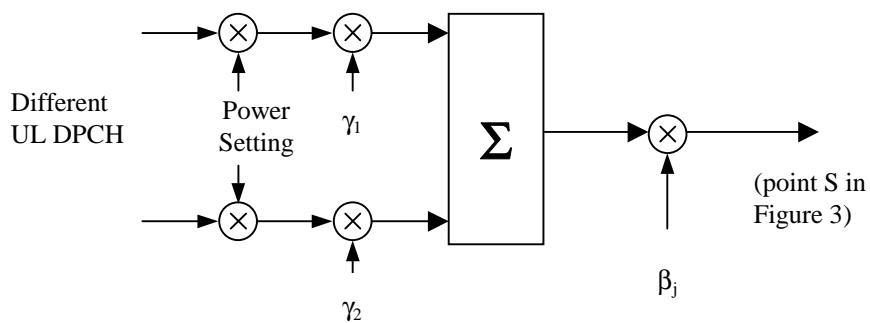 Different
UL DPCH
Power
Setting
γ1
Σ
(point S in
Figure 3)
γ2
βj